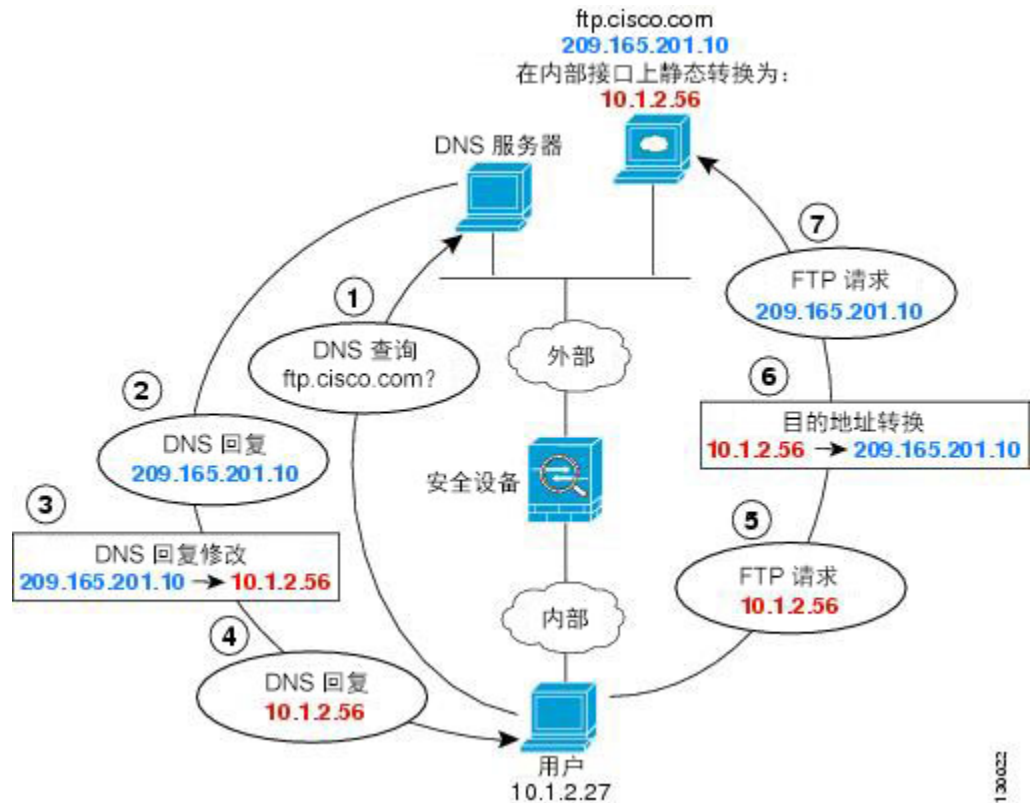 ftp.cisco.com
209.165.201.10
在内部接口上静态转换为：
10.1.2.56
DNS 服务器
7
FTP 请求
209.165.201.10
1
DNS 查询
ftp.cisco.com?
外部
2
DNS 回复
209.165.201.10
6
目的地址转换
10.1.2.56 → 209.165.201.10
安全设备
3
DNS 回复修改
209.165.201.10 → 10.1.2.56
5
FTP 请求
10.1.2.56
内部
4
DNS 回复
10.1.2.56
用户
10.1.2.27
130022